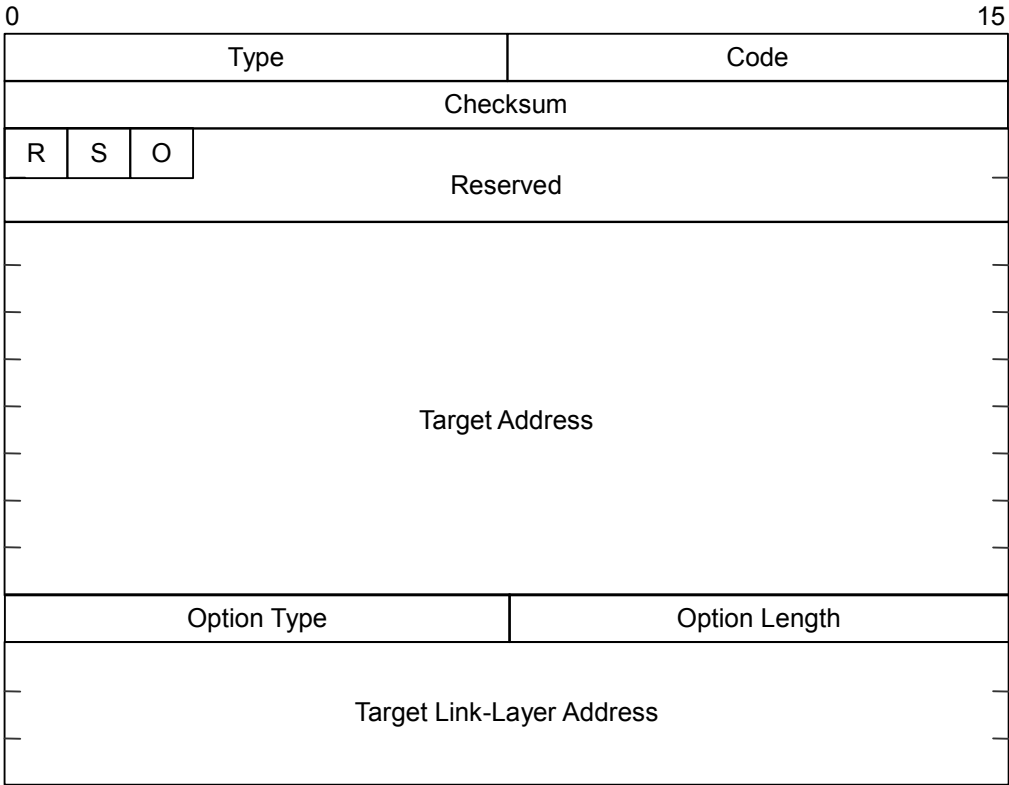 0 15
Type Code
Checksum
R S O
Reserved
Target Address
Option Type Option Length
Target Link-Layer Address